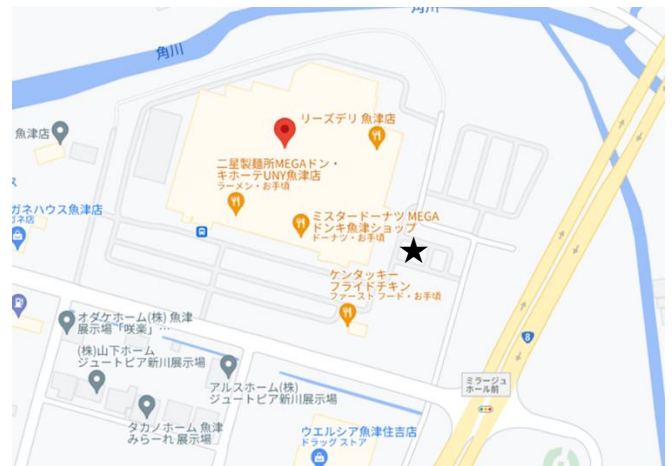 角川
角川
リーズデリ 魚津店
魚津店
二星製麺所MEGAドン・
キホーテUNY魚津店
ラーメン・お手頃
ス
ガネハウス魚津店
ガネ店
ミスタードーナツ MEGA
ドンキ魚津ショップ
ドーナツ・お手頃
ケンタッキー
フライドチキン
ファースト フード・お手頃
オダケホーム(株) 魚津
展示場「咲楽」…
8
(株)山下ホーム
ジュートピア新川展示場
アルスホーム(株)
ジュートピア新川展示場
ミラージュ
ホール前
タカノホーム 魚津
みらーれ 展示場
ウエルシア魚津住吉店
ドラッグ ストア